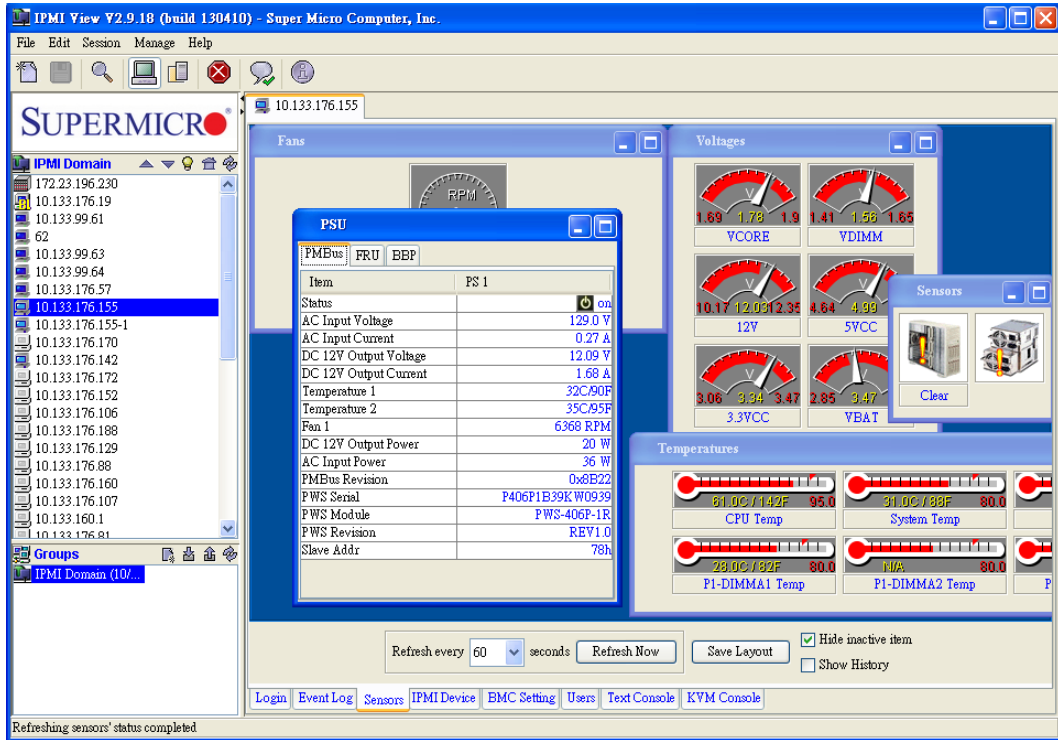 IPMI View V2.9.18 (build 130410) - Super Micro Computer, Inc.
File Edit Session Manage Help
SUPERMICRO
IPMI Domain
172.23.196.230
10.133.176.19
10.133.99.61
62
10.133.99.63
10.133.99.64
10.133.176.57
10.133.176.155
10.133.176.155-1
10.133.176.170
10.133.176.142
10.133.176.172
10.133.176.152
10.133.176.106
10.133.176.188
10.133.176.129
10.133.176.88
10.133.176.160
10.133.176.107
10.133.160.1
10.133.176.81
Groups
IPMI Domain (10/...
10.133.176.155
Fans
RPM
PSU
PMBus FRU BBP
Item PS 1
Status on
AC Input Voltage 129.0 V
AC Input Current 0.27 A
DC 12V Output Voltage 12.09 V
DC 12V Output Current 1.68 A
Temperature 1 32C/90F
Temperature 2 35C/95F
Fan 1 6368 RPM
DC 12V Output Power 20 W
AC Input Power 36 W
PMBus Revision 0x8B22
PWS Serial P406P1B39KW0939
PWS Module PWS-406P-1R
PWS Revision REV1.0
Slave Addr 78h
Voltages
V V
1.69 1.78 1.9 1.41 1.56 1.65
VCORE VDIMM
V V
10.17 12.03 12.35 4.64 4.99
12V 5VCC
V V
3.06 3.34 3.47 2.85 3.47
3.3VCC VBAT
Sensors
Clear
Temperatures
61.0C/142F 95.0 31.0C/88F 80.0
CPU Temp System Temp
28.0C/82F 80.0 N/A 80.0
P1-DIMMA1 Temp P1-DIMMA2 Temp P
Refresh every 60 seconds Refresh Now Save Layout
Hide inactive item
Show History
Login Event Log Sensors IPMI Device BMC Setting Users Text Console KVM Console
Refreshing sensors' status completed